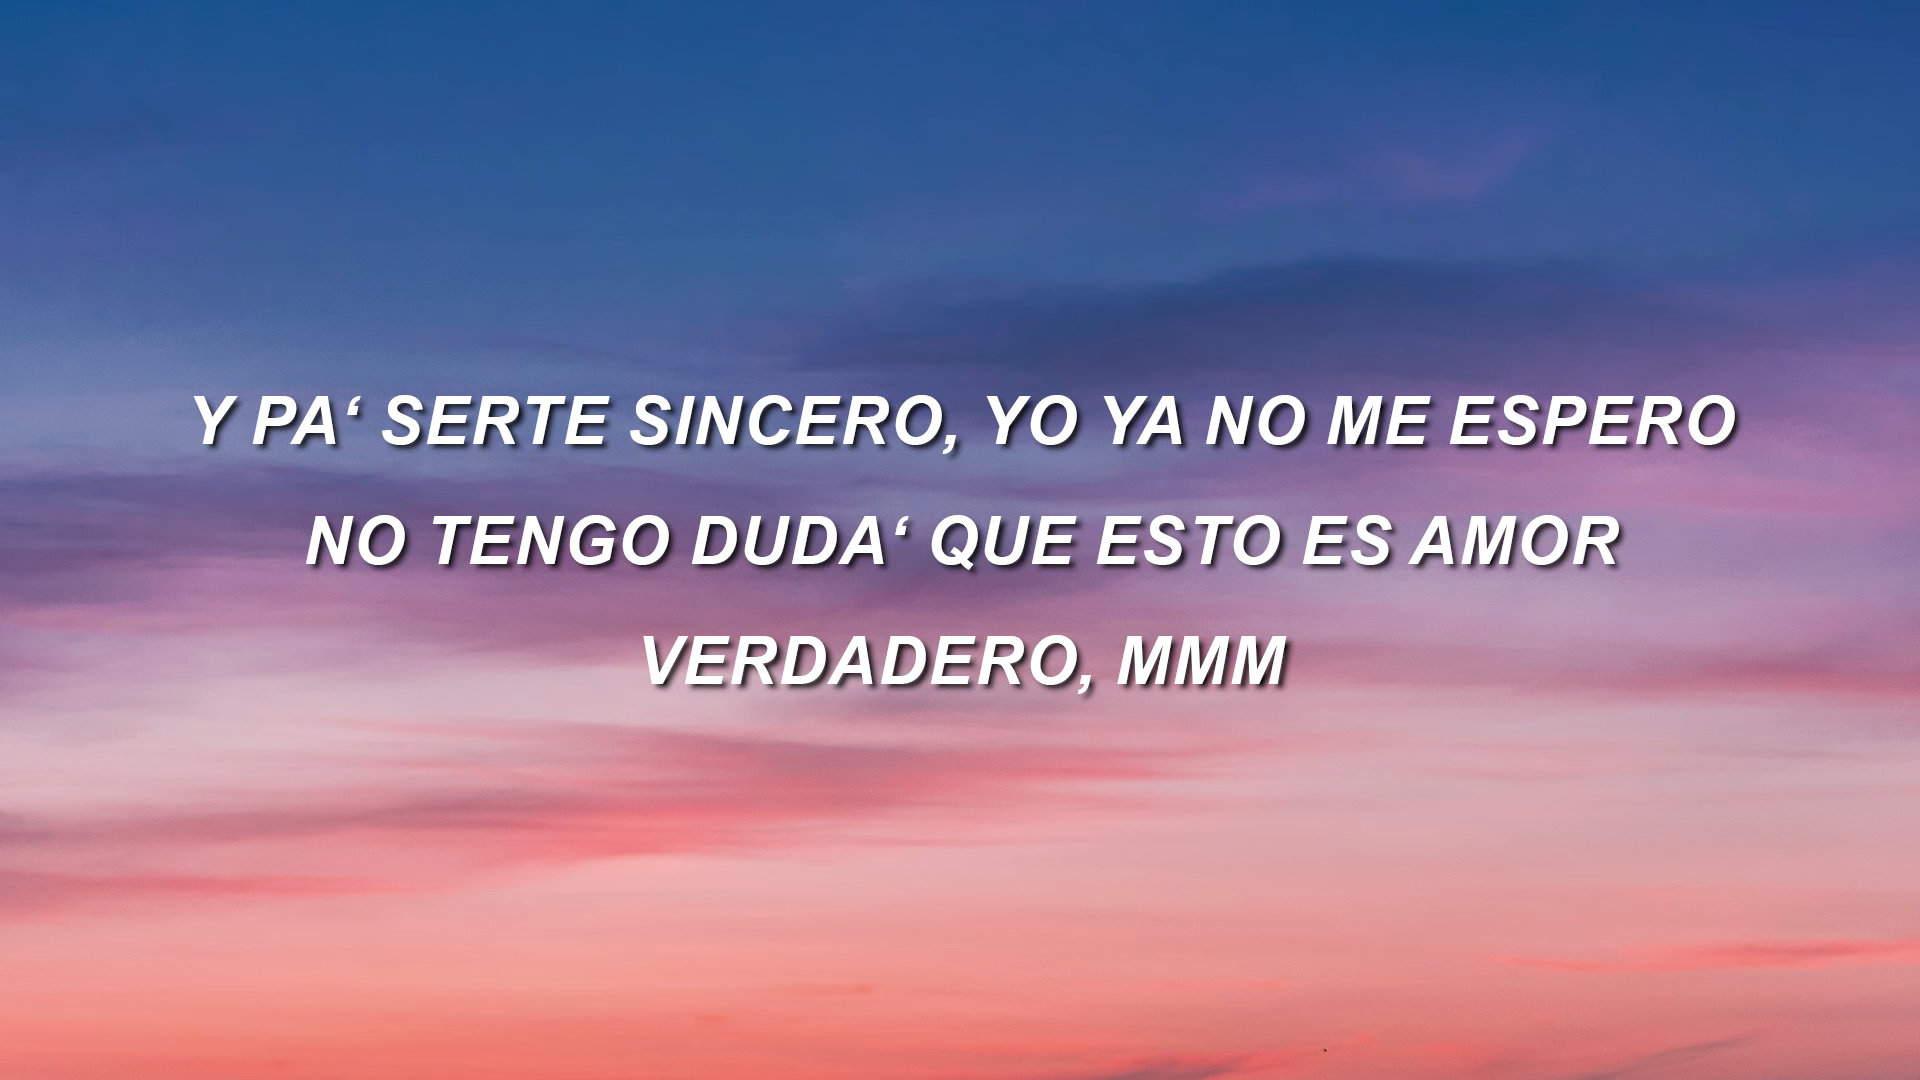 Y PA‘ SERTE SINCERO, YO YA NO ME ESPERO
NO TENGO DUDA‘ QUE ESTO ES AMOR
VERDADERO, MMM